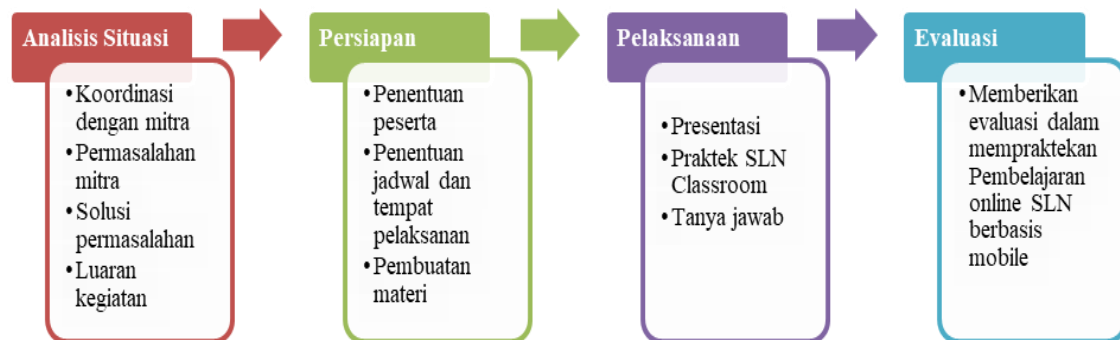 Analisis Situasi
•Koordinasi
dengan mitra
•Permasalahan
mitra
•Solusi
permasalahan
•Luaran
kegiatan
Persiapan
•Penentuan
peserta
•Penentuan
jadwal dan
tempat
pelaksanan
•Pembuatan
materi
Pelaksanaan
•Presentasi
•Praktek SLN
Classroom
•Tanya jawab
Evaluasi
•Memberikan
evaluasi dalam
mempraktekan
Pembelajaran
online SLN
berbasis
mobile